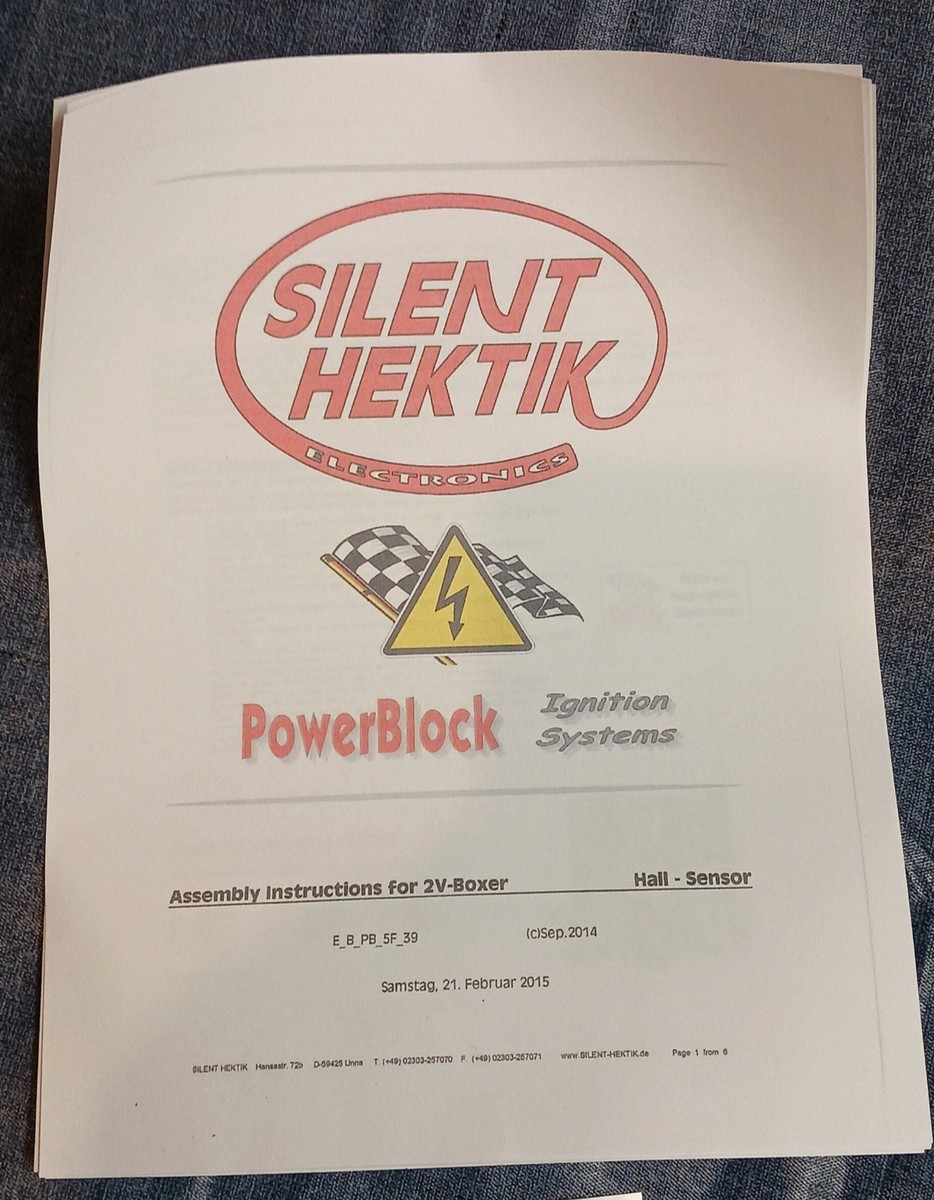 SILENT
HEKTIK
ELECTRONICS
PowerBlock Ignition Systems
Assembly Instructions for 2V-Boxer Hall - Sensor
E_B_PB_5F_39 (c)Sep.2014
Samstag, 21. Februar 2015
SILENT HEKTIK Hansastr. 72b D-59425 Unna T. (+49) 02303-257070 F. (+49) 02303-257071 www.SILENT-HEKTIK.de Page 1 from 6